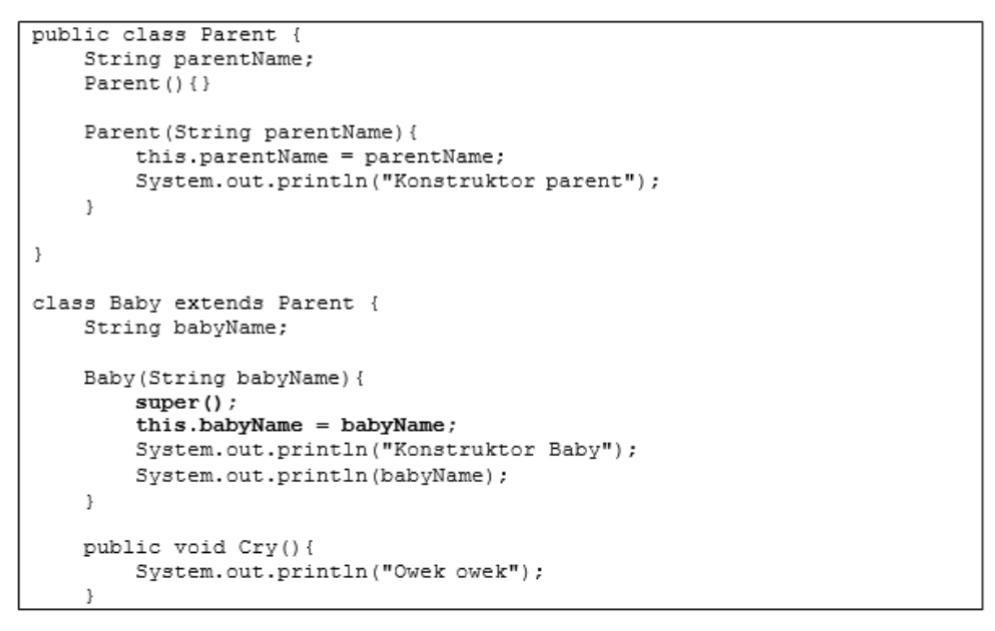 public class Parent {
    String parentName;
    Parent(){}

    Parent(String parentName){
        this.parentName = parentName;
        System.out.println("Konstruktor parent");
    }

}

class Baby extends Parent {
    String babyName;

    Baby(String babyName){
        super();
        this.babyName = babyName;
        System.out.println("Konstruktor Baby");
        System.out.println(babyName);
    }

    public void Cry(){
        System.out.println("Owek owek");
    }